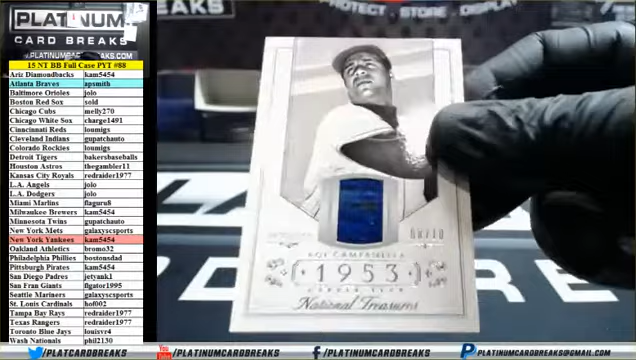 PLATINUM
CARD BREAKS
PLATINUMCARDBREAKS.COM
15 NT BB Full Case PYT #88
Ariz Diamondbacks kam5454
Atlanta Braves apsmith
Baltimore Orioles jolo
Boston Red Sox sold
Chicago Cubs melly270
Chicago White Sox charge1491
Cinncinnati Reds loumigs
Cleveland Indians gupatchauto
Colorado Rockies loumigs
Detroit Tigers bakersbaseballs
Houston Astros thegambler11
Kansas City Royals redraider1977
L.A. Angels jolo
L.A. Dodgers jolo
Miami Marlins flaguru8
Milwaukee Brewers kam5454
Minnesota Twins gupatchauto
New York Mets galaxyscsports
New York Yankees kam5454
Oakland Athletics bromo32
Philadelphia Phillies bostonsdad
Pittsburgh Pirates kam5454
San Diego Padres jetyank1
San Fran Giants flgator1995
Seattle Mariners galaxyscsports
St. Louis Cardinals hof002
Tampa Bay Rays redraider1977
Texas Rangers redraider1977
Toronto Blue Jays louisvr4
Wash Nationals phil2130
PROTECT · STORE · DISPLAY
ROY CAMPANELLA
1953
National Treasures
/PLATCARDBREAKS
/PLATINUMCARDBREAKS
/PLATINUMCARDBREAKS
PLATINUMCARDBREAKS@GMAIL.COM